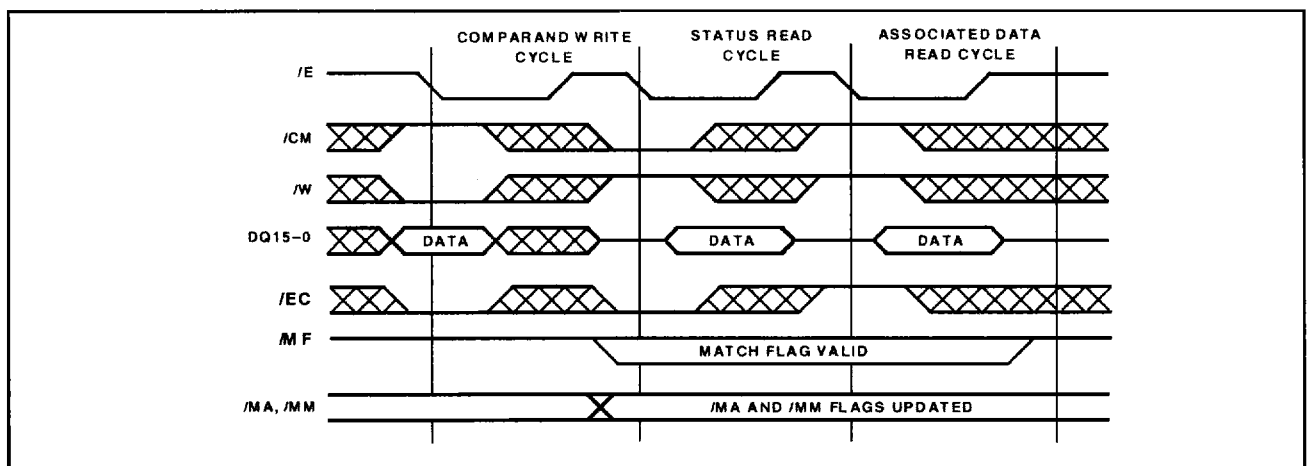 COMPARAND WRITE CYCLE
STATUS READ CYCLE
ASSOCIATED DATA READ CYCLE
/E
/CM
/W
DQ15–0
DATA
DATA
DATA
/EC
/MF
MATCH FLAG VALID
/MA, /MM
/MA AND /MM FLAGS UPDATED